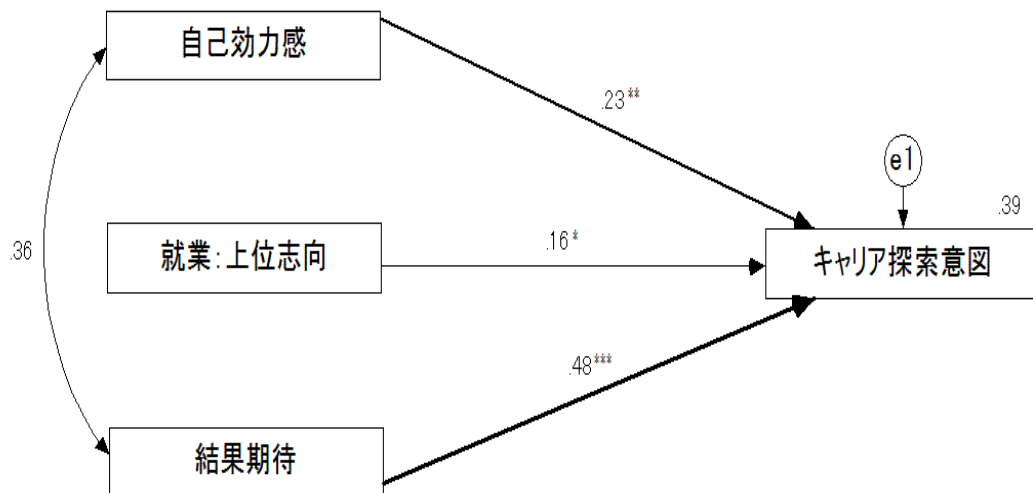 自己効力感
.23**
e1
.39
.36
就業:上位志向
.16*
キャリア探索意図
.48***
結果期待